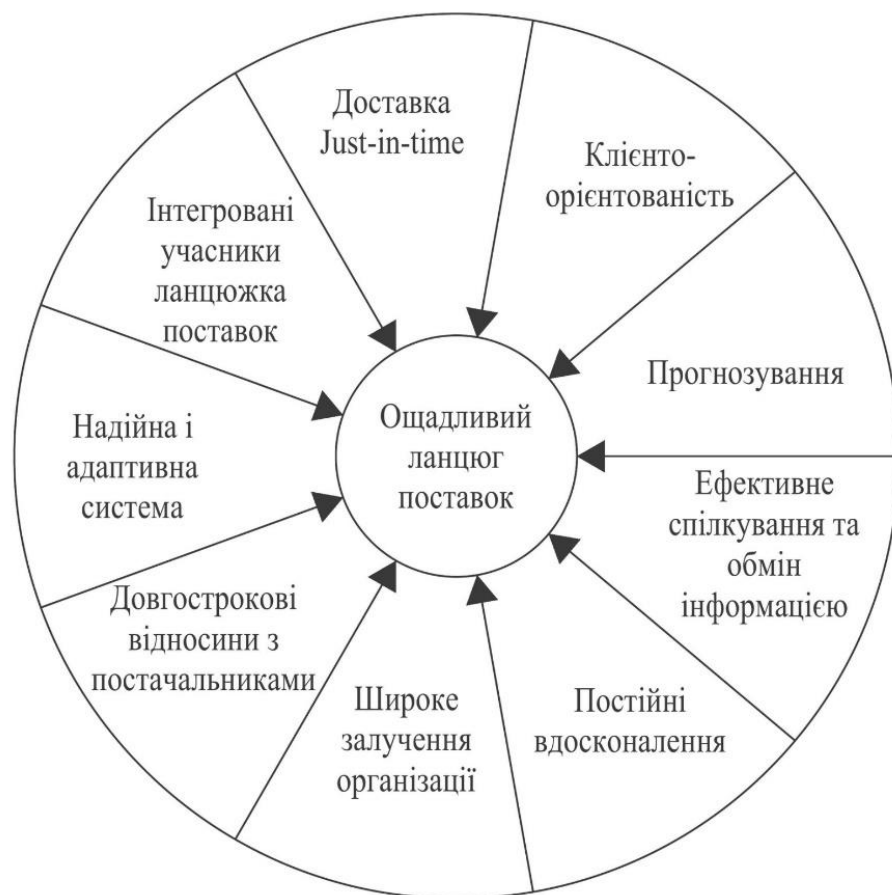 Доставка
Just-in-time
Клієнто-
орієнтованість
Прогнозування
Ефективне
спілкування та
обмін
інформацією
Постійні
вдосконалення
Широке
залучення
організації
Довгострокові
відносини з
постачальниками
Надійна і
адаптивна
система
Інтегровані
учасники
ланцюжка
поставок
Ощадливий
ланцюг
поставок